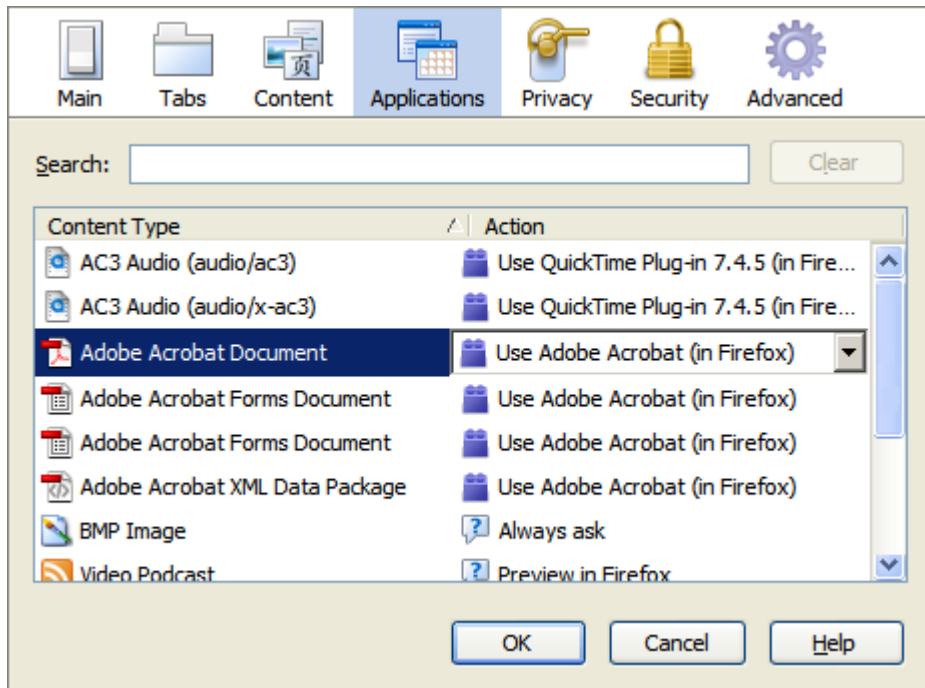 页
Main Tabs Content Applications Privacy Security Advanced
Search: Clear
Content Type Action
AC3 Audio (audio/ac3) Use QuickTime Plug-in 7.4.5 (in Fire...
AC3 Audio (audio/x-ac3) Use QuickTime Plug-in 7.4.5 (in Fire...
Adobe Acrobat Document Use Adobe Acrobat (in Firefox)
Adobe Acrobat Forms Document Use Adobe Acrobat (in Firefox)
Adobe Acrobat Forms Document Use Adobe Acrobat (in Firefox)
Adobe Acrobat XML Data Package Use Adobe Acrobat (in Firefox)
BMP Image Always ask
Video Podcast Preview in Firefox
OK Cancel Help